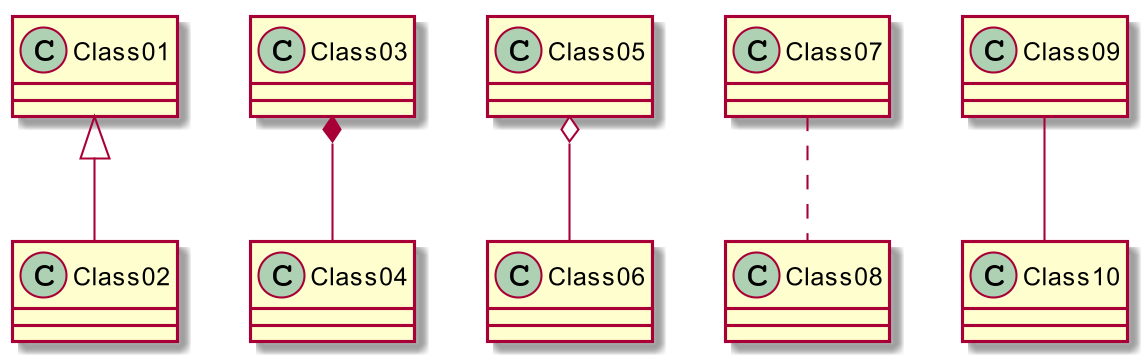 C Class01
C Class03
C Class05
C Class07
C Class09
C Class02
C Class04
C Class06
C Class08
C Class10